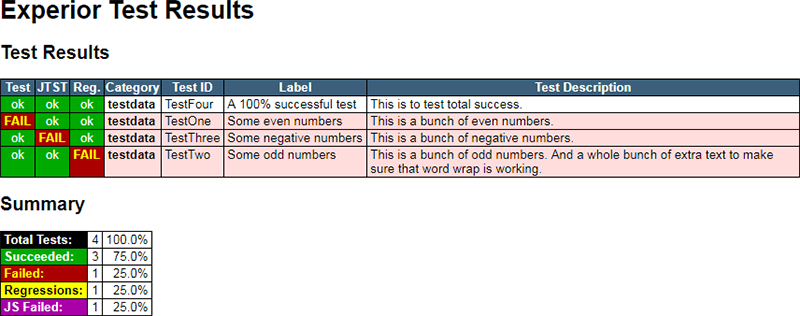 Experior Test Results
Test Results
Test JTST Reg. Category Test ID Label Test Description
ok ok ok testdata TestFour A 100% successful test This is to test total success.
FAIL ok ok testdata TestOne Some even numbers This is a bunch of even numbers.
ok FAIL ok testdata TestThree Some negative numbers This is a bunch of negative numbers.
ok ok FAIL testdata TestTwo Some odd numbers This is a bunch of odd numbers. And a whole bunch of extra text to make
sure that word wrap is working.
Summary
Total Tests: 4 100.0%
Succeeded: 3 75.0%
Failed: 1 25.0%
Regressions: 1 25.0%
JS Failed: 1 25.0%